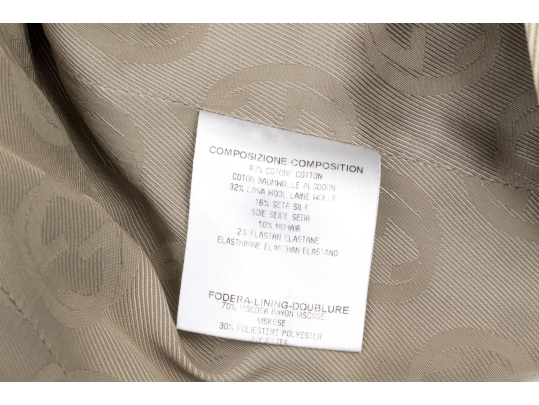 COMPOSIZIONE-COMPOSITION
40% COTONE COTTON
COTON BAUMWOLLE ALGODON
32% LANA WOOL LAINE WOLLE
16% SETA SILK
SOIE SEIDE SEDA
10% MOHAIR
2% ELASTAN ELASTANE
ELASTHANNE ELASTHAN ELASTANO
FODERA-LINING-DOUBLURE
70% VISCOSA RAYON VISCOSE
VISKOSE
30% POLIESTERE POLYESTER
POLYESTER